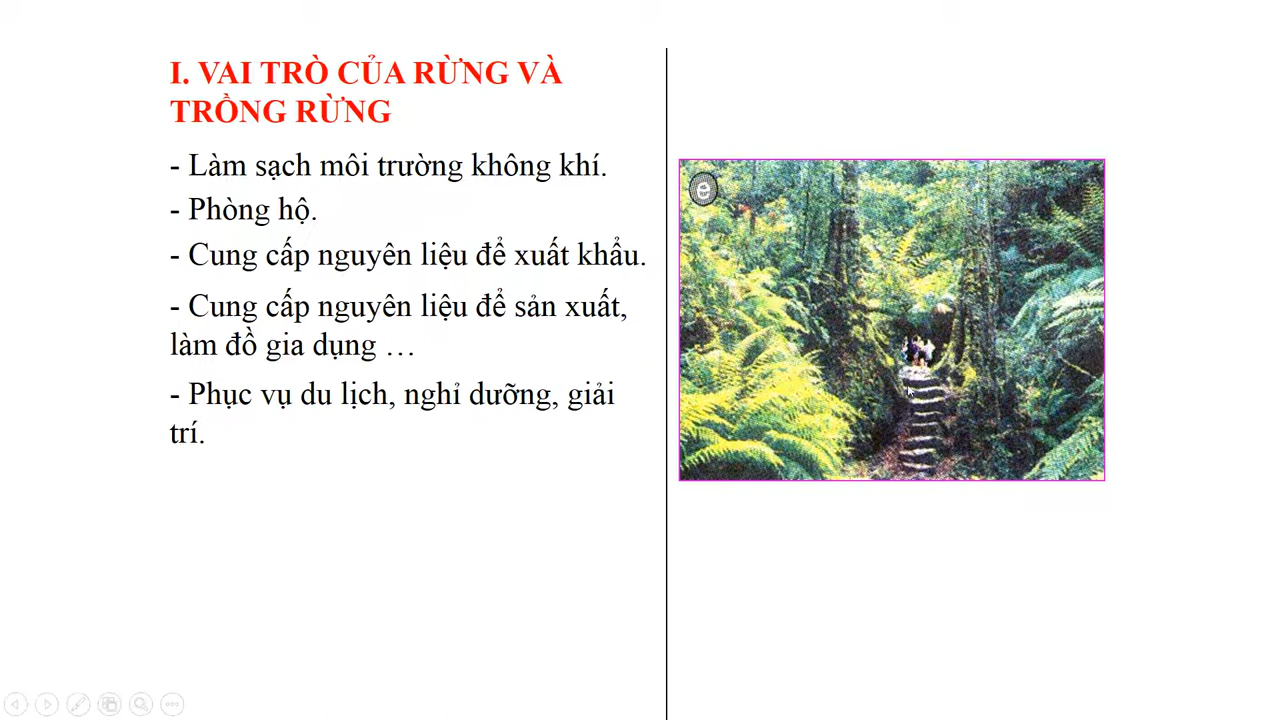 I. VAI TRÒ CỦA RỪNG VÀ
TRỒNG RỪNG
- Làm sạch môi trường không khí.
- Phòng hộ.
- Cung cấp nguyên liệu để xuất khẩu.
- Cung cấp nguyên liệu để sản xuất,
làm đồ gia dụng …
- Phục vụ du lịch, nghỉ dưỡng, giải
trí.
e